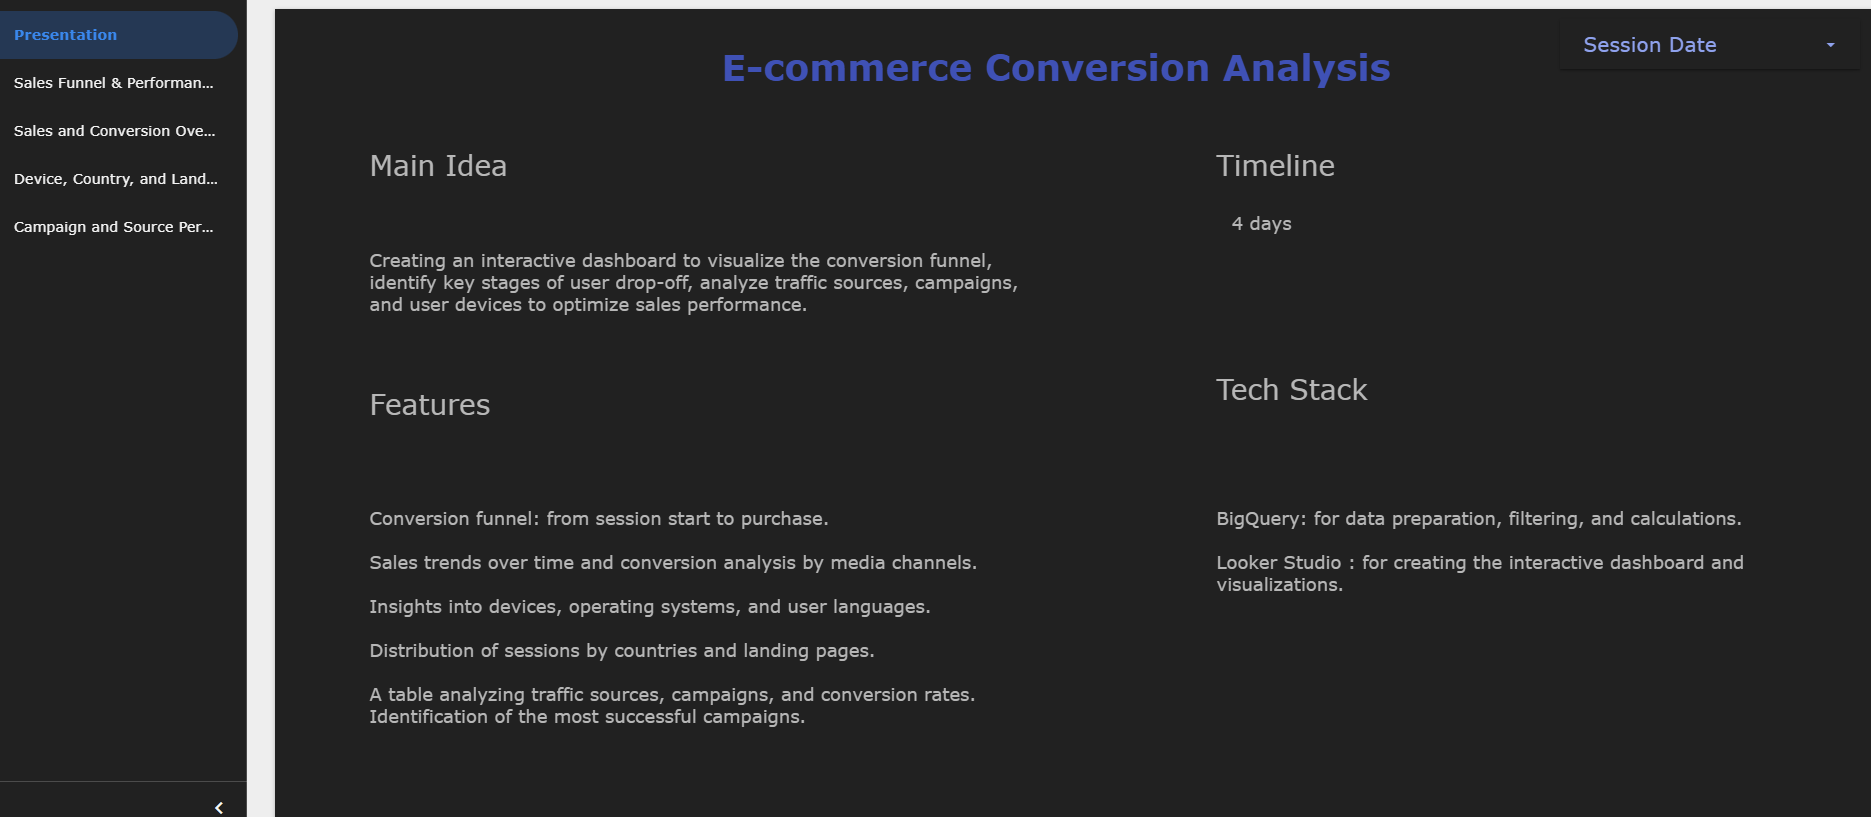 Presentation
Sales Funnel & Performan...
Sales and Conversion Ove...
Device, Country, and Land...
Campaign and Source Per...
E-commerce Conversion Analysis
Session Date
Main Idea
Creating an interactive dashboard to visualize the conversion funnel,
identify key stages of user drop-off, analyze traffic sources, campaigns,
and user devices to optimize sales performance.
Timeline
4 days
Features
Conversion funnel: from session start to purchase.
Sales trends over time and conversion analysis by media channels.
Insights into devices, operating systems, and user languages.
Distribution of sessions by countries and landing pages.
A table analyzing traffic sources, campaigns, and conversion rates.
Identification of the most successful campaigns.
Tech Stack
BigQuery: for data preparation, filtering, and calculations.
Looker Studio : for creating the interactive dashboard and
visualizations.